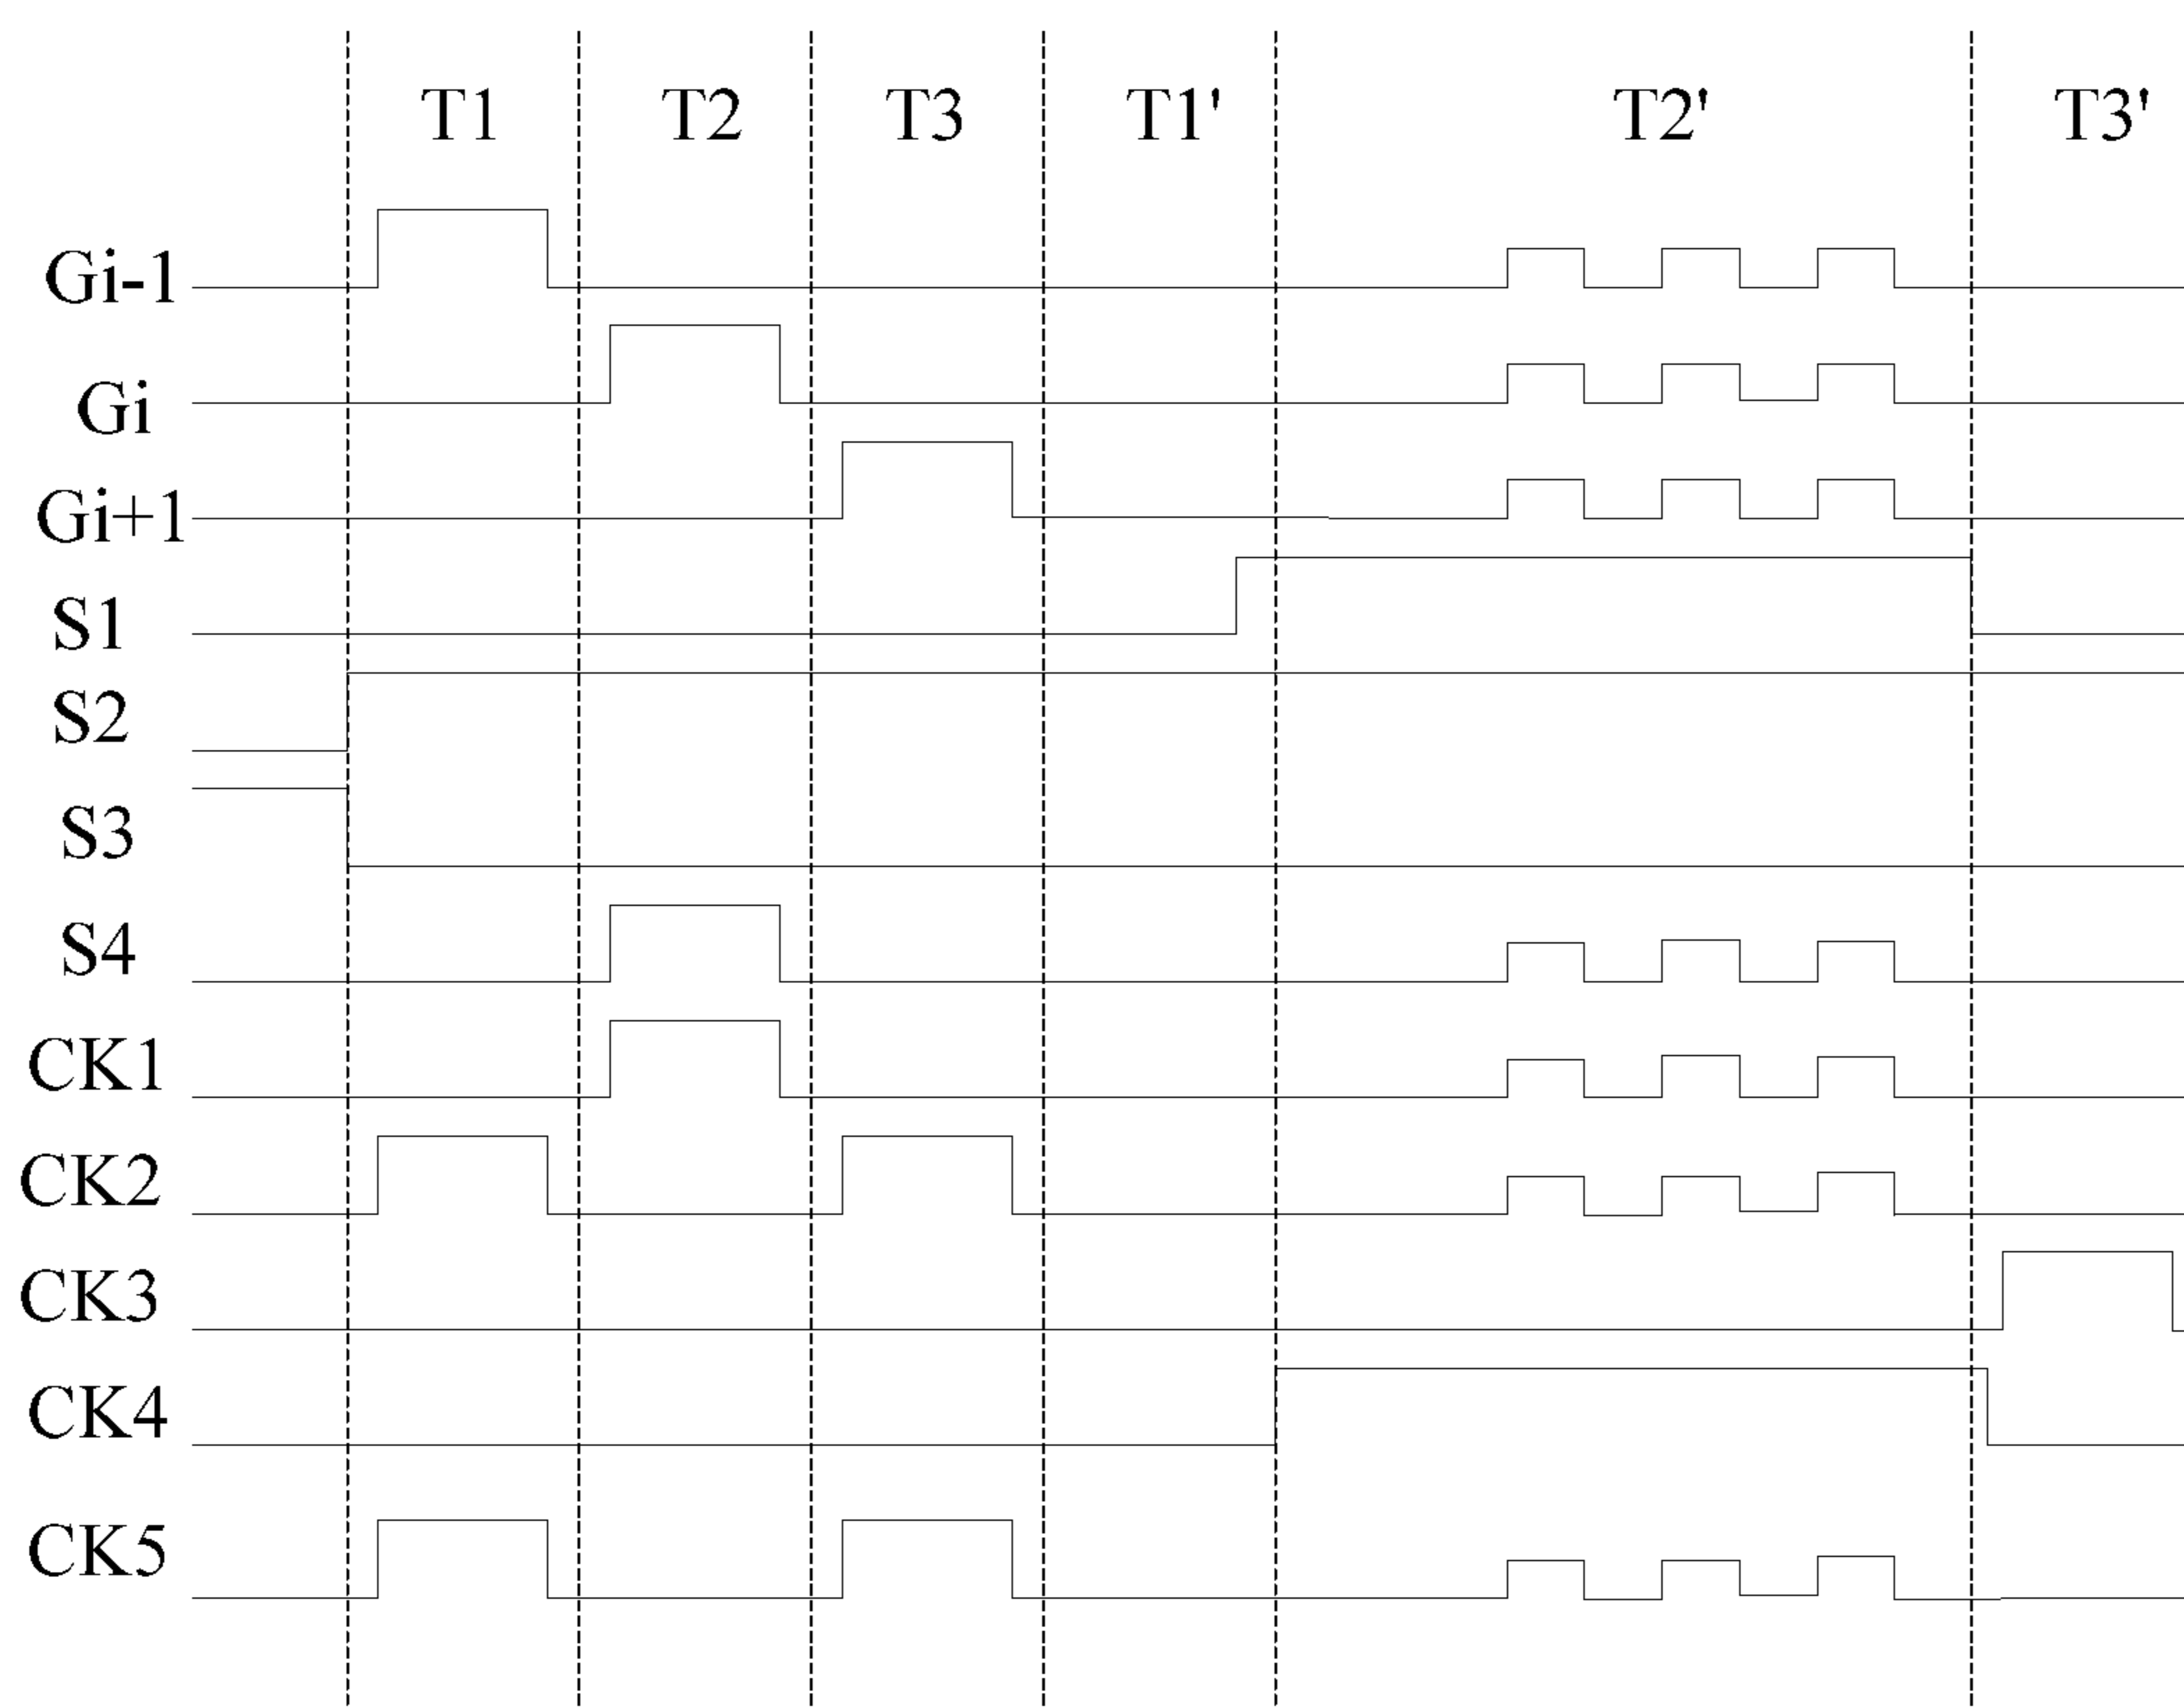 T1 T2 T3 T1' T2' T3'
Gi-1
Gi
Gi+1
S1
S2
S3
S4
CK1
CK2
CK3
CK4
CK5